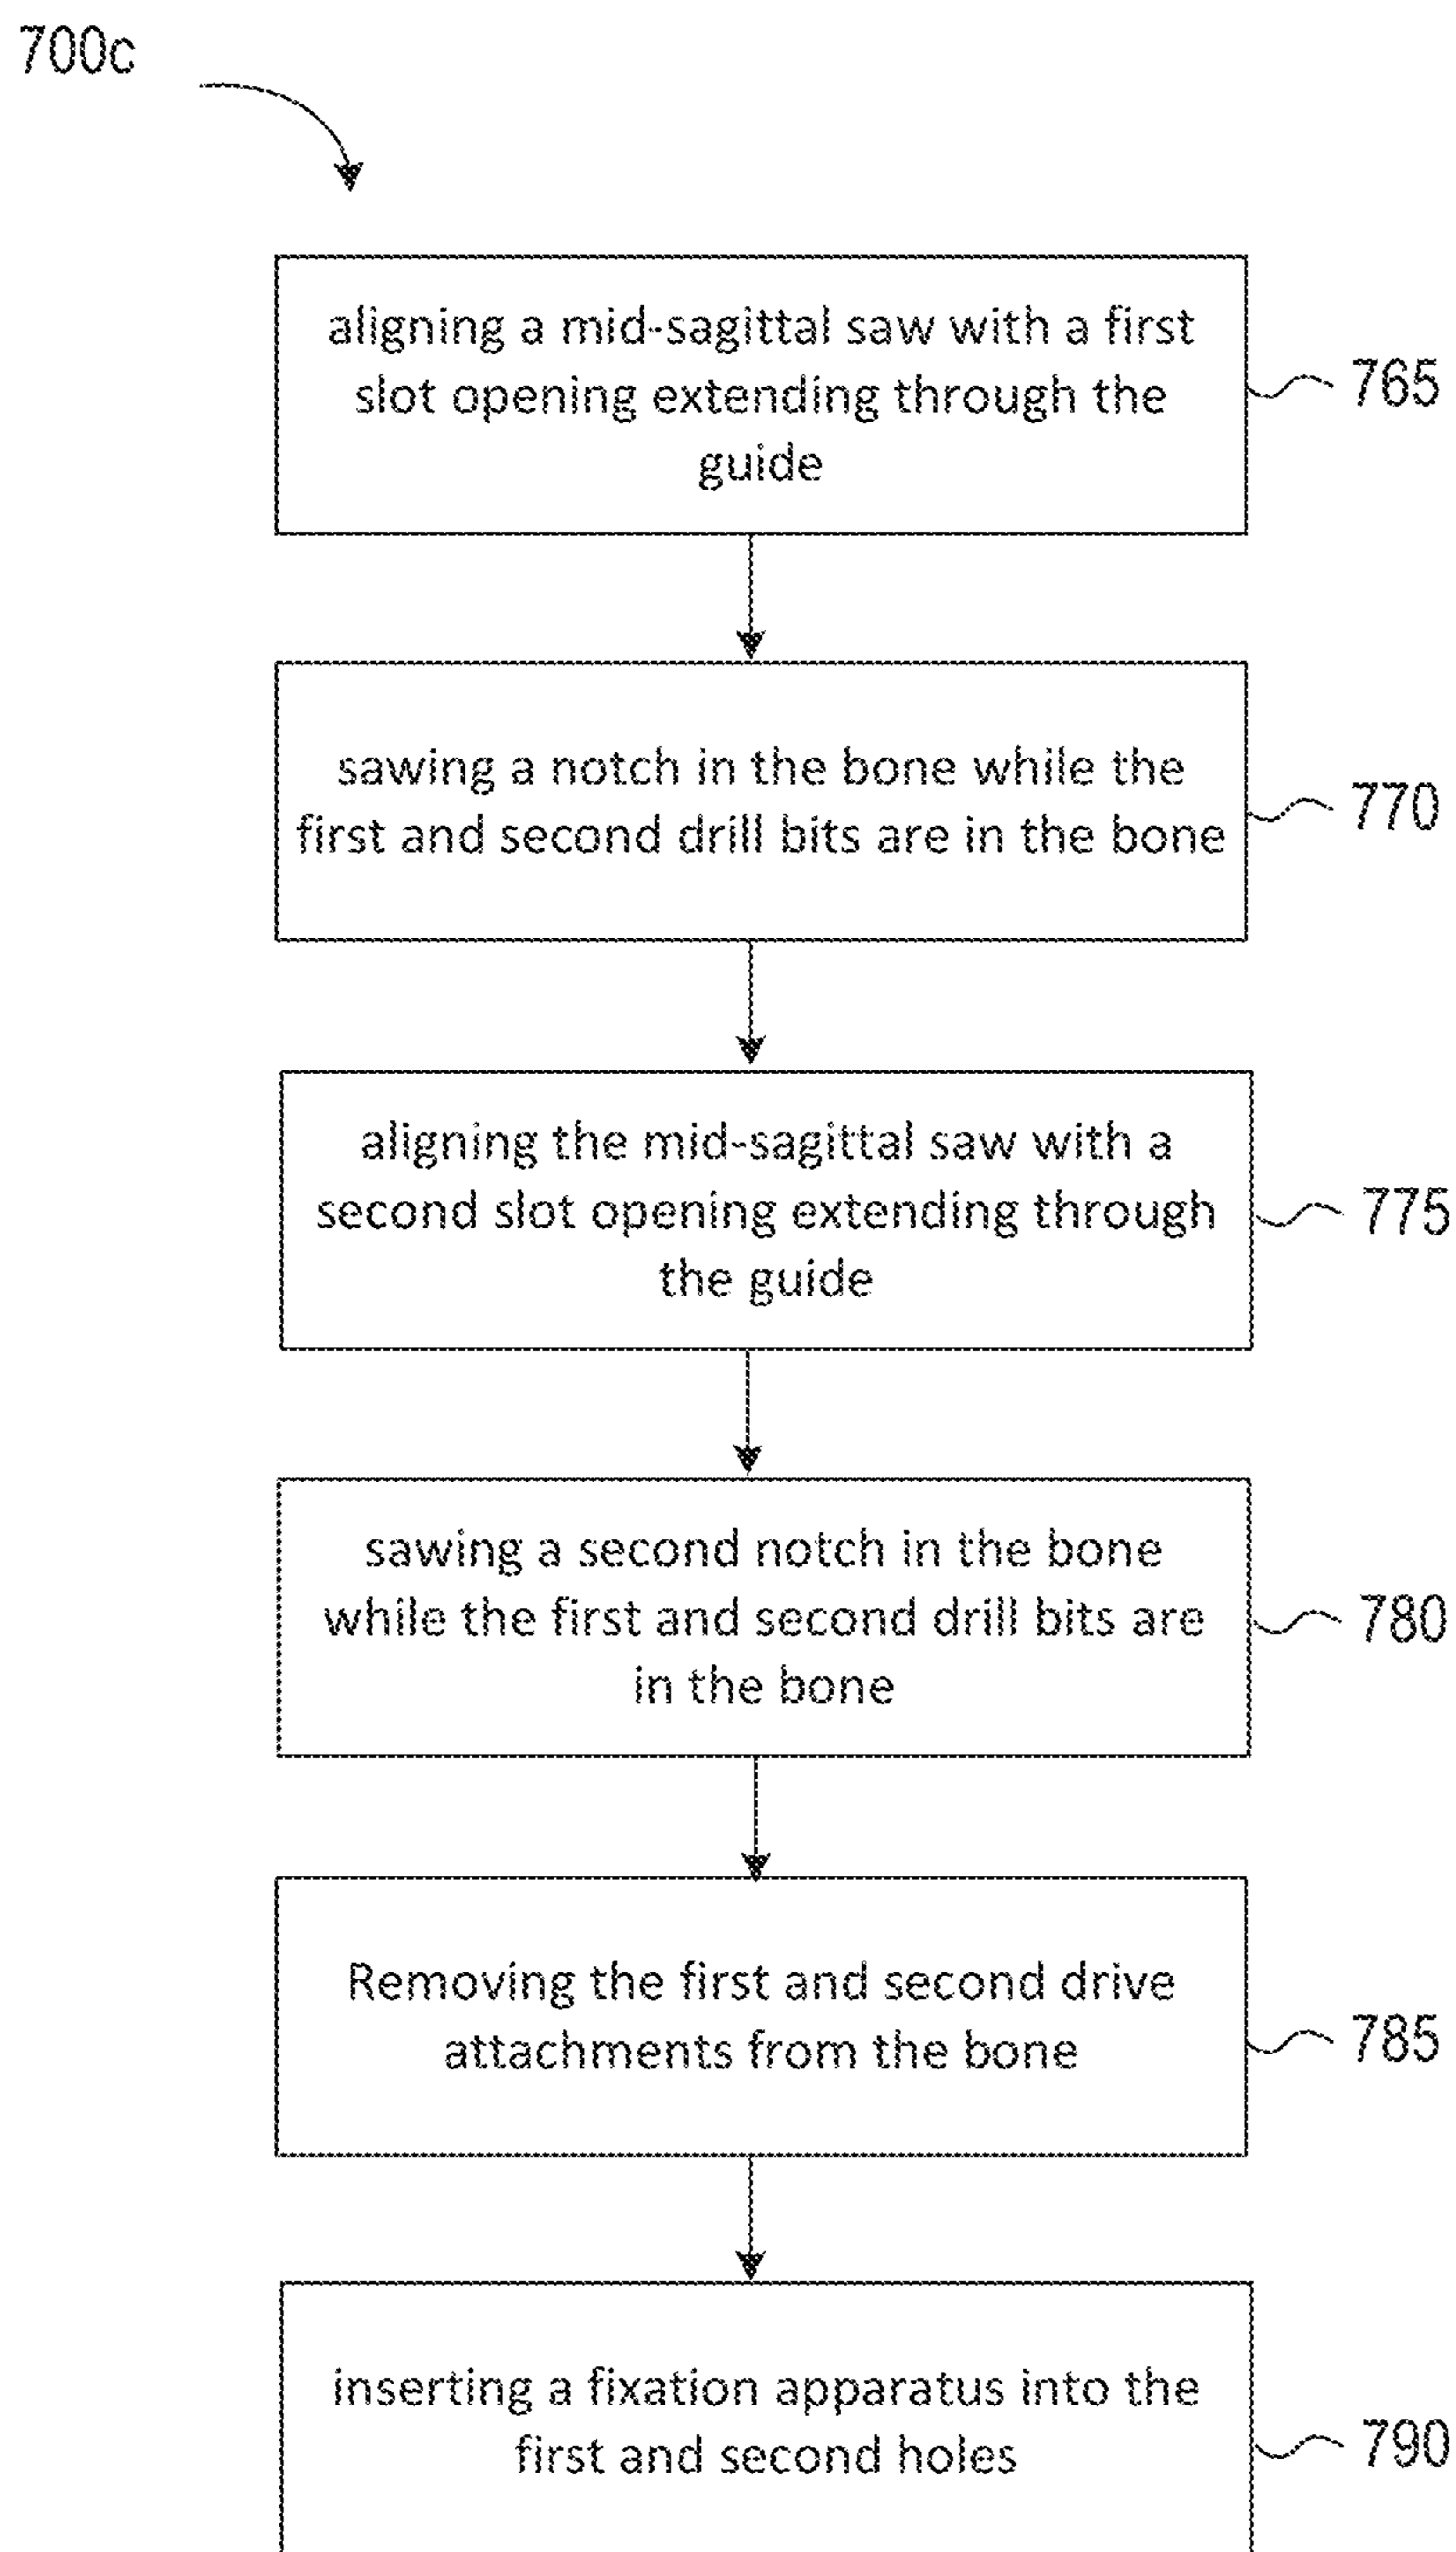 700c
aligning a mid-sagittal saw with a first
slot opening extending through the
guide
765
sawing a notch in the bone while the
first and second drill bits are in the bone
770
aligning the mid-sagittal saw with a
second slot opening extending through
the guide
775
sawing a second notch in the bone
while the first and second drill bits are
in the bone
780
Removing the first and second drive
attachments from the bone
785
inserting a fixation apparatus into the
first and second holes
790